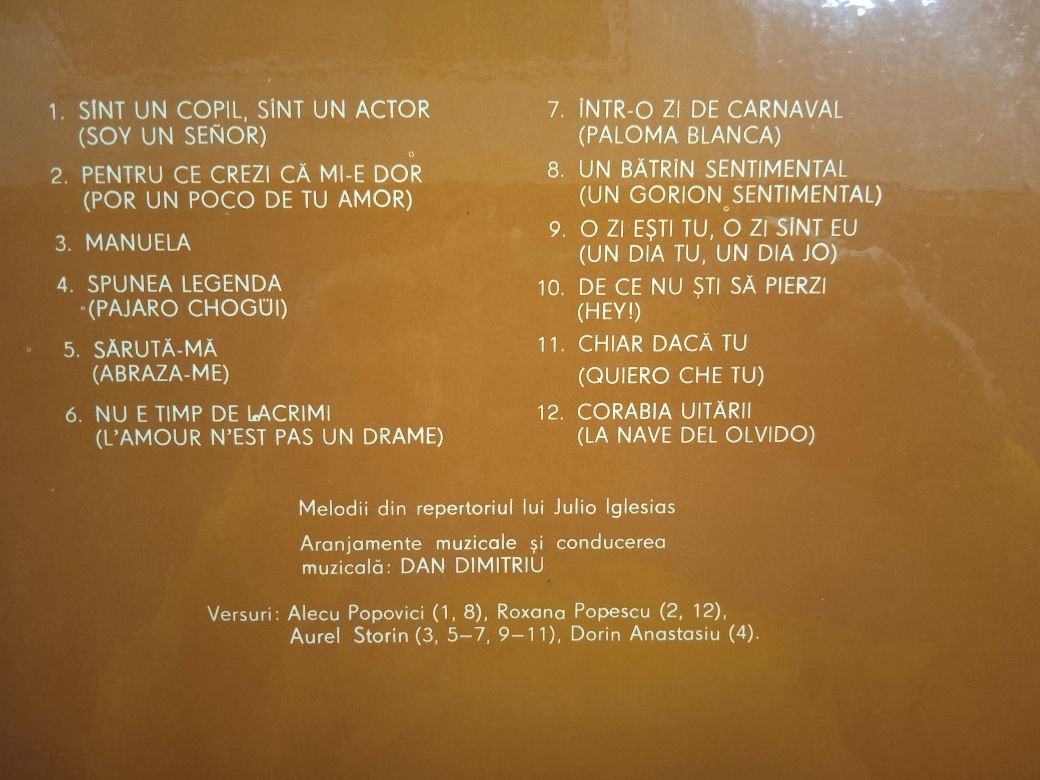 1. SÎNT UN COPIL, SÎNT UN ACTOR
(SOY UN SEÑOR)
2. PENTRU CE CREZI CĂ MI-E DOR
(POR UN POCO DE TU AMOR)
3. MANUELA
4. SPUNEA LEGENDA
(PAJARO CHOGÜI)
5. SĂRUTĂ-MĂ
(ABRAZA-ME)
6. NU E TIMP DE LACRIMI
(L'AMOUR N'EST PAS UN DRAME)
7. ÎNTR-O ZI DE CARNAVAL
(PALOMA BLANCA)
8. UN BĂTRÎN SENTIMENTAL
(UN GORION SENTIMENTAL)
9. O ZI EȘTI TU, O ZI SÎNT EU
(UN DIA TU, UN DIA JO)
10. DE CE NU ȘTI SĂ PIERZI
(HEY!)
11. CHIAR DACĂ TU
(QUIERO CHE TU)
12. CORABIA UITĂRII
(LA NAVE DEL OLVIDO)
Melodii din repertoriul lui Julio Iglesias
Aranjamente muzicale și conducerea
muzicală: DAN DIMITRIU
Versuri: Alecu Popovici (1, 8), Roxana Popescu (2, 12),
Aurel Storin (3, 5–7, 9–11), Dorin Anastasiu (4).